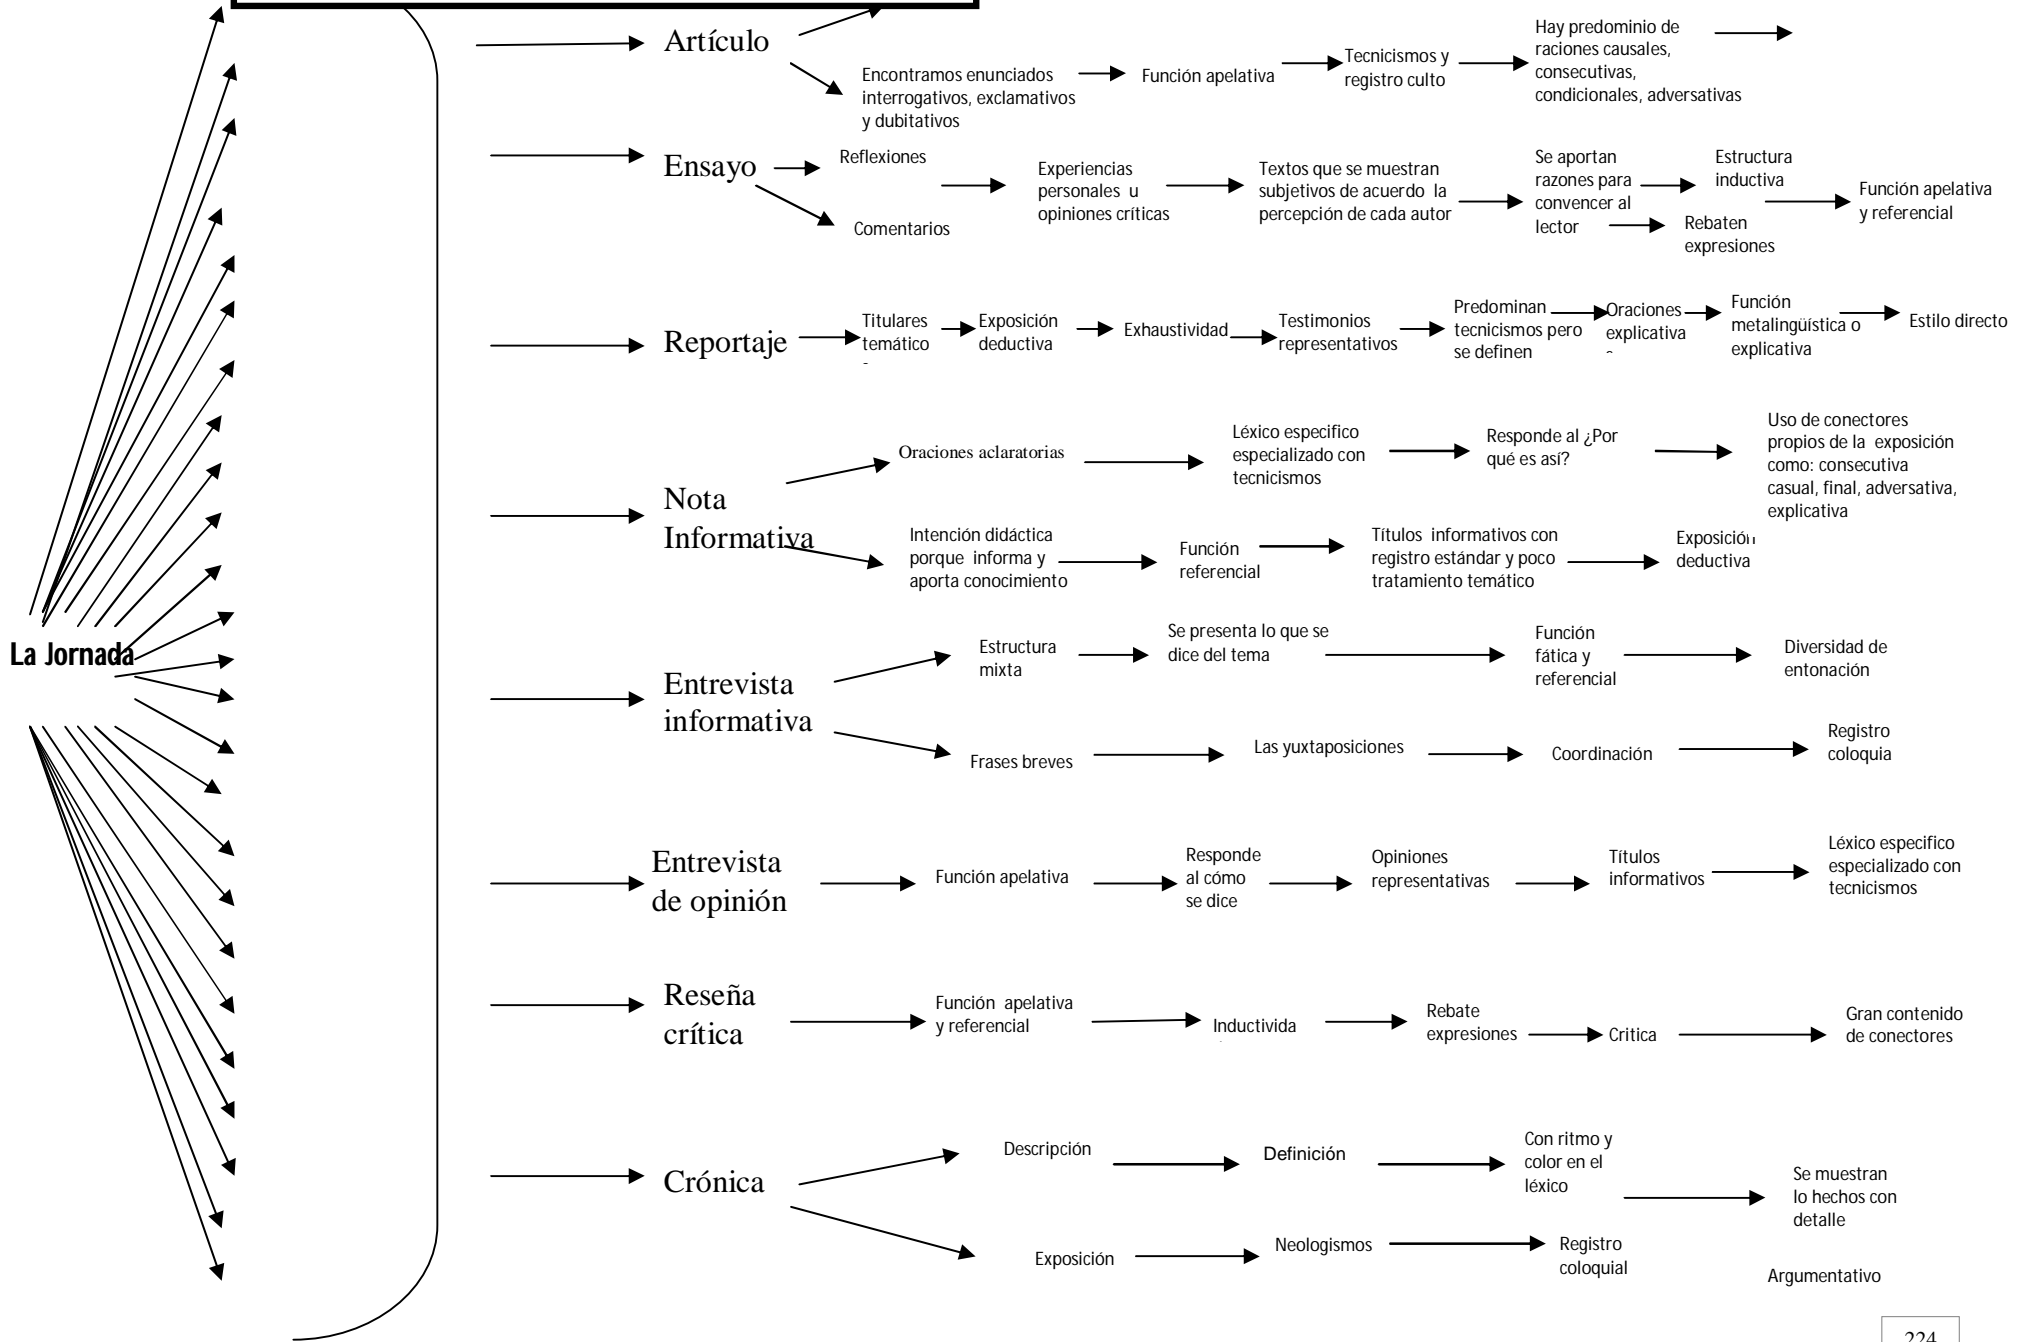 Artículo
Encontramos enunciados
interrogativos, exclamativos
y dubitativos
Función apelativa
Tecnicismos y
registro culto
Hay predominio de
raciones causales,
consecutivas,
condicionales, adversativas
Ensayo
Reflexiones
Comentarios
Experiencias
personales u
opiniones críticas
Textos que se muestran
subjetivos de acuerdo la
percepción de cada autor
Se aportan
razones para
convencer al
lector
Estructura
inductiva
Rebaten
expresiones
Función apelativa
y referencial
Reportaje
Titulares
temático
Exposición
deductiva
Exhaustividad
Testimonios
representativos
Predominan
tecnicismos pero
se definen
Oraciones
explicativa
Función
metalingüística o
explicativa
Estilo directo
Nota
Informativa
Oraciones aclaratorias
Léxico especifico
especializado con
tecnicismos
Responde al ¿Por
qué es así?
Uso de conectores
propios de la exposición
como: consecutiva
casual, final, adversativa,
explicativa
Intención didáctica
porque informa y
aporta conocimiento
Función
referencial
Títulos informativos con
registro estándar y poco
tratamiento temático
Exposición
deductiva
La Jornada
Entrevista
informativa
Estructura
mixta
Se presenta lo que se
dice del tema
Función
fática y
referencial
Diversidad de
entonación
Frases breves
Las yuxtaposiciones
Coordinación
Registro
coloquia
Entrevista
de opinión
Función apelativa
Responde
al cómo
se dice
Opiniones
representativas
Títulos
informativos
Léxico especifico
especializado con
tecnicismos
Reseña
crítica
Función apelativa
y referencial
Inductivida
Rebate
expresiones
Critica
Gran contenido
de conectores
Crónica
Descripción
Definición
Con ritmo y
color en el
léxico
Se muestran
lo hechos con
detalle
Exposición
Neologismos
Registro
coloquial
Argumentativo
224